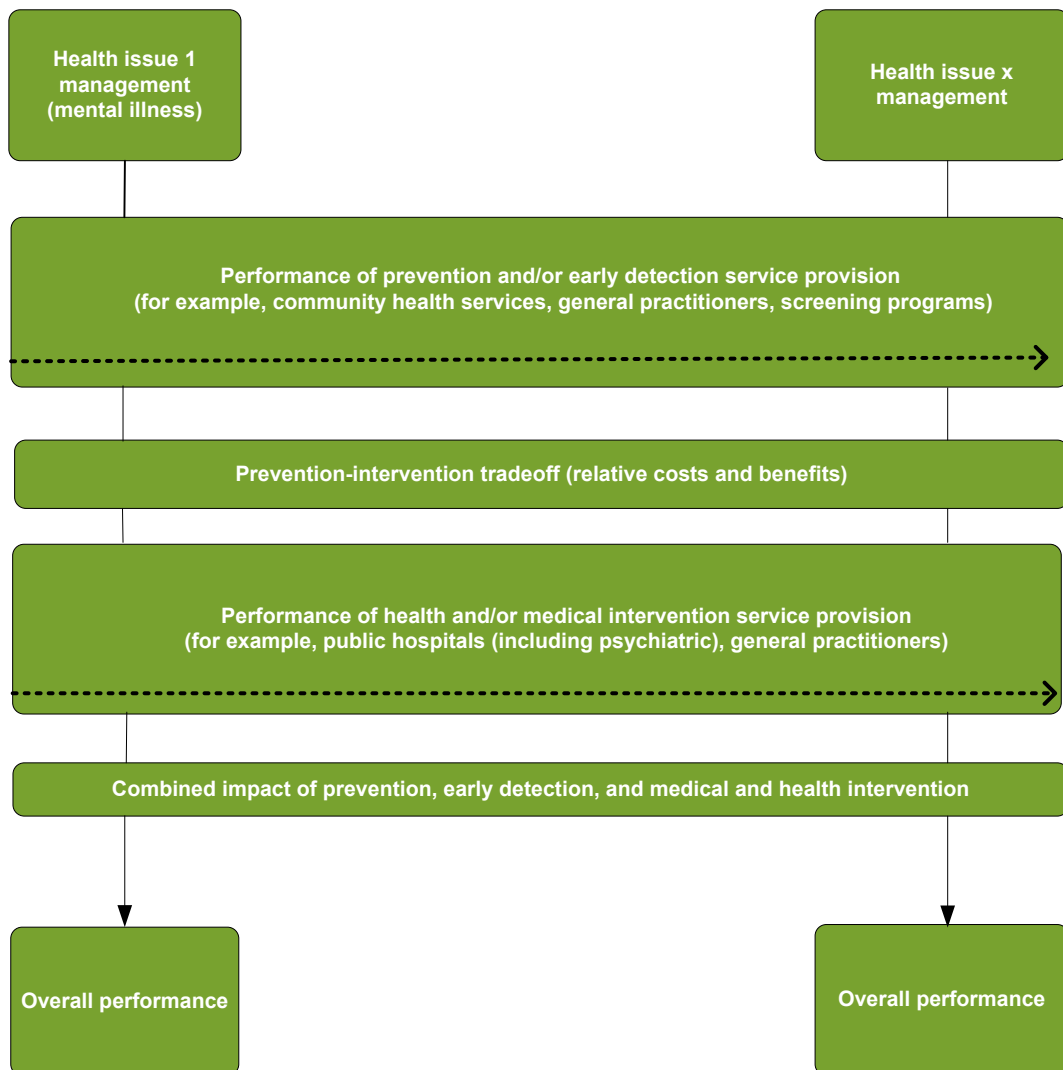 Health issue 1
management
(mental illness)
Health issue x
management
Performance of prevention and/or early detection service provision
(for example, community health services, general practitioners, screening programs)
Prevention-intervention tradeoff (relative costs and benefits)
Performance of health and/or medical intervention service provision
(for example, public hospitals (including psychiatric), general practitioners)
Combined impact of prevention, early detection, and medical and health intervention
Overall performance
Overall performance